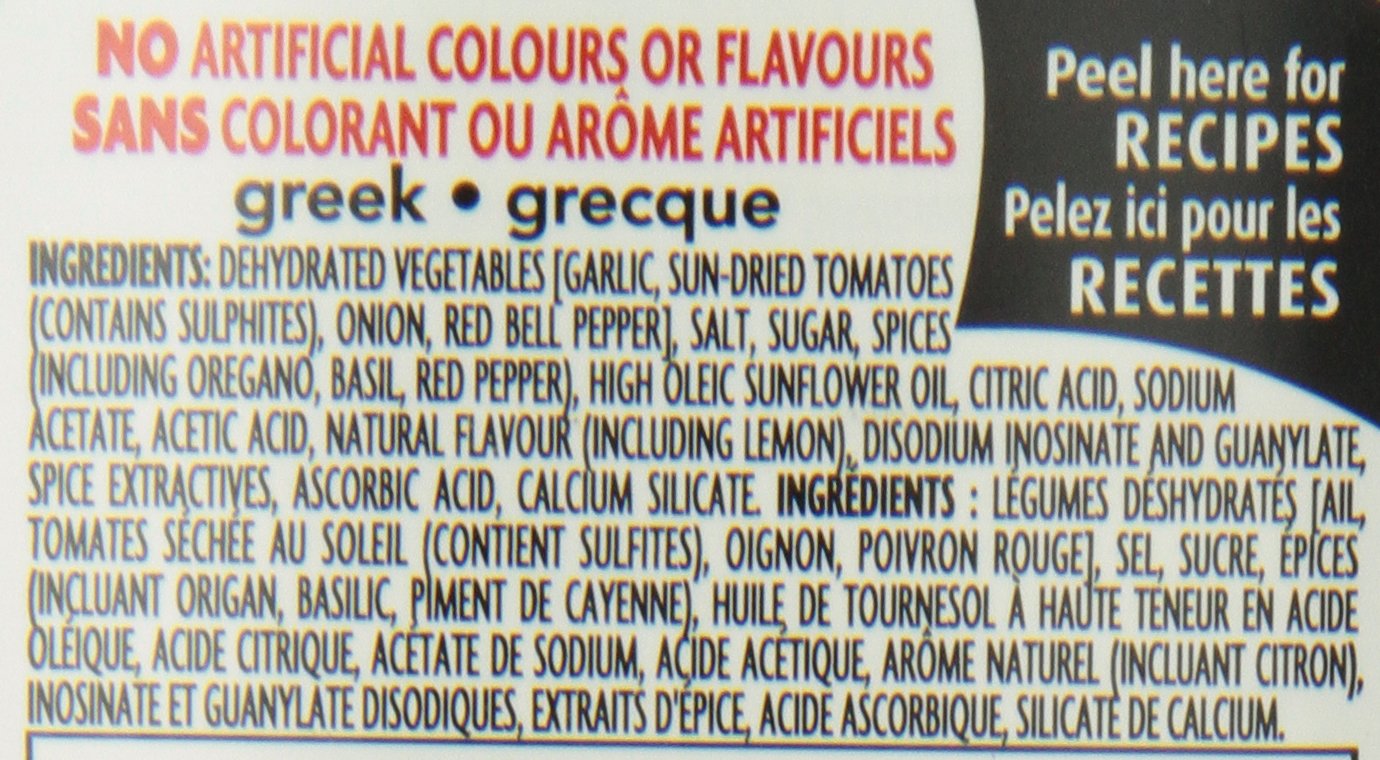 NO ARTIFICIAL COLOURS OR FLAVOURS
SANS COLORANT OU ARÔME ARTIFICIELS
greek • grecque
INGREDIENTS: DEHYDRATED VEGETABLES [GARLIC, SUN-DRIED TOMATOES
(CONTAINS SULPHITES), ONION, RED BELL PEPPER], SALT, SUGAR, SPICES
(INCLUDING OREGANO, BASIL, RED PEPPER), HIGH OLEIC SUNFLOWER OIL, CITRIC ACID, SODIUM
ACETATE, ACETIC ACID, NATURAL FLAVOUR (INCLUDING LEMON), DISODIUM INOSINATE AND GUANYLATE,
SPICE EXTRACTIVES, ASCORBIC ACID, CALCIUM SILICATE. INGRÉDIENTS : LÉGUMES DÉSHYDRATÉS [AIL,
TOMATES SÉCHÉE AU SOLEIL (CONTIENT SULFITES), OIGNON, POIVRON ROUGE], SEL, SUCRE, ÉPICES
(INCLUANT ORIGAN, BASILIC, PIMENT DE CAYENNE), HUILE DE TOURNESOL À HAUTE TENEUR EN ACIDE
OLÉIQUE, ACIDE CITRIQUE, ACÉTATE DE SODIUM, ACIDE ACÉTIQUE, ARÔME NATUREL (INCLUANT CITRON),
INOSINATE ET GUANYLATE DISODIQUES, EXTRAITS D'ÉPICE, ACIDE ASCORBIQUE, SILICATE DE CALCIUM.
Peel here for
RECIPES
Pelez ici pour les
RECETTES